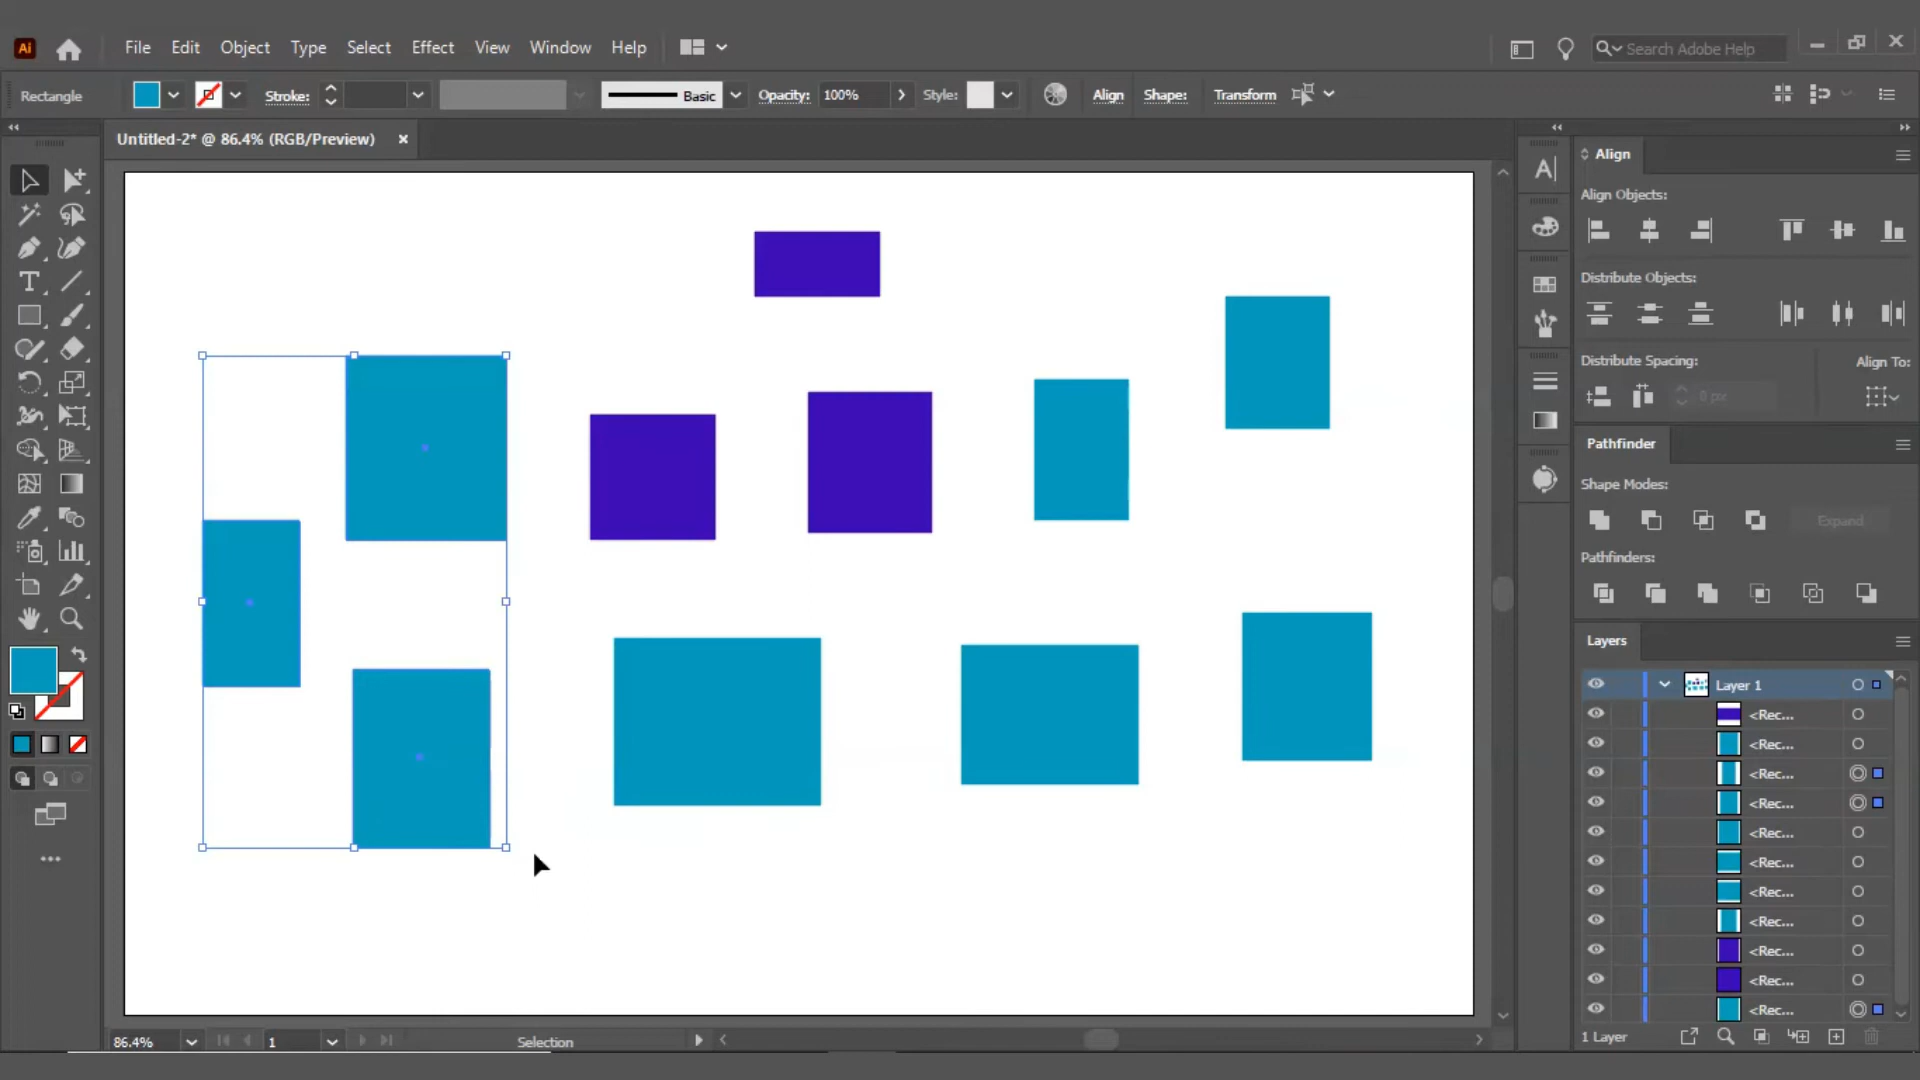 Ai File Edit Object Type Select Effect View Window Help Search Adobe Help
Rectangle Stroke: Basic Opacity: 100% Style: Align Shape: Transform
Untitled-2* @ 86.4% (RGB/Preview) ×
Align
Align Objects:
Distribute Objects:
Distribute Spacing: Align To:
0 px
Pathfinder
Shape Modes:
Expand
Pathfinders:
Layers
Layer 1
<Rec...
<Rec...
<Rec...
<Rec...
<Rec...
<Rec...
<Rec...
<Rec...
<Rec...
<Rec...
<Rec...
1 Layer
86.4% 1 Selection